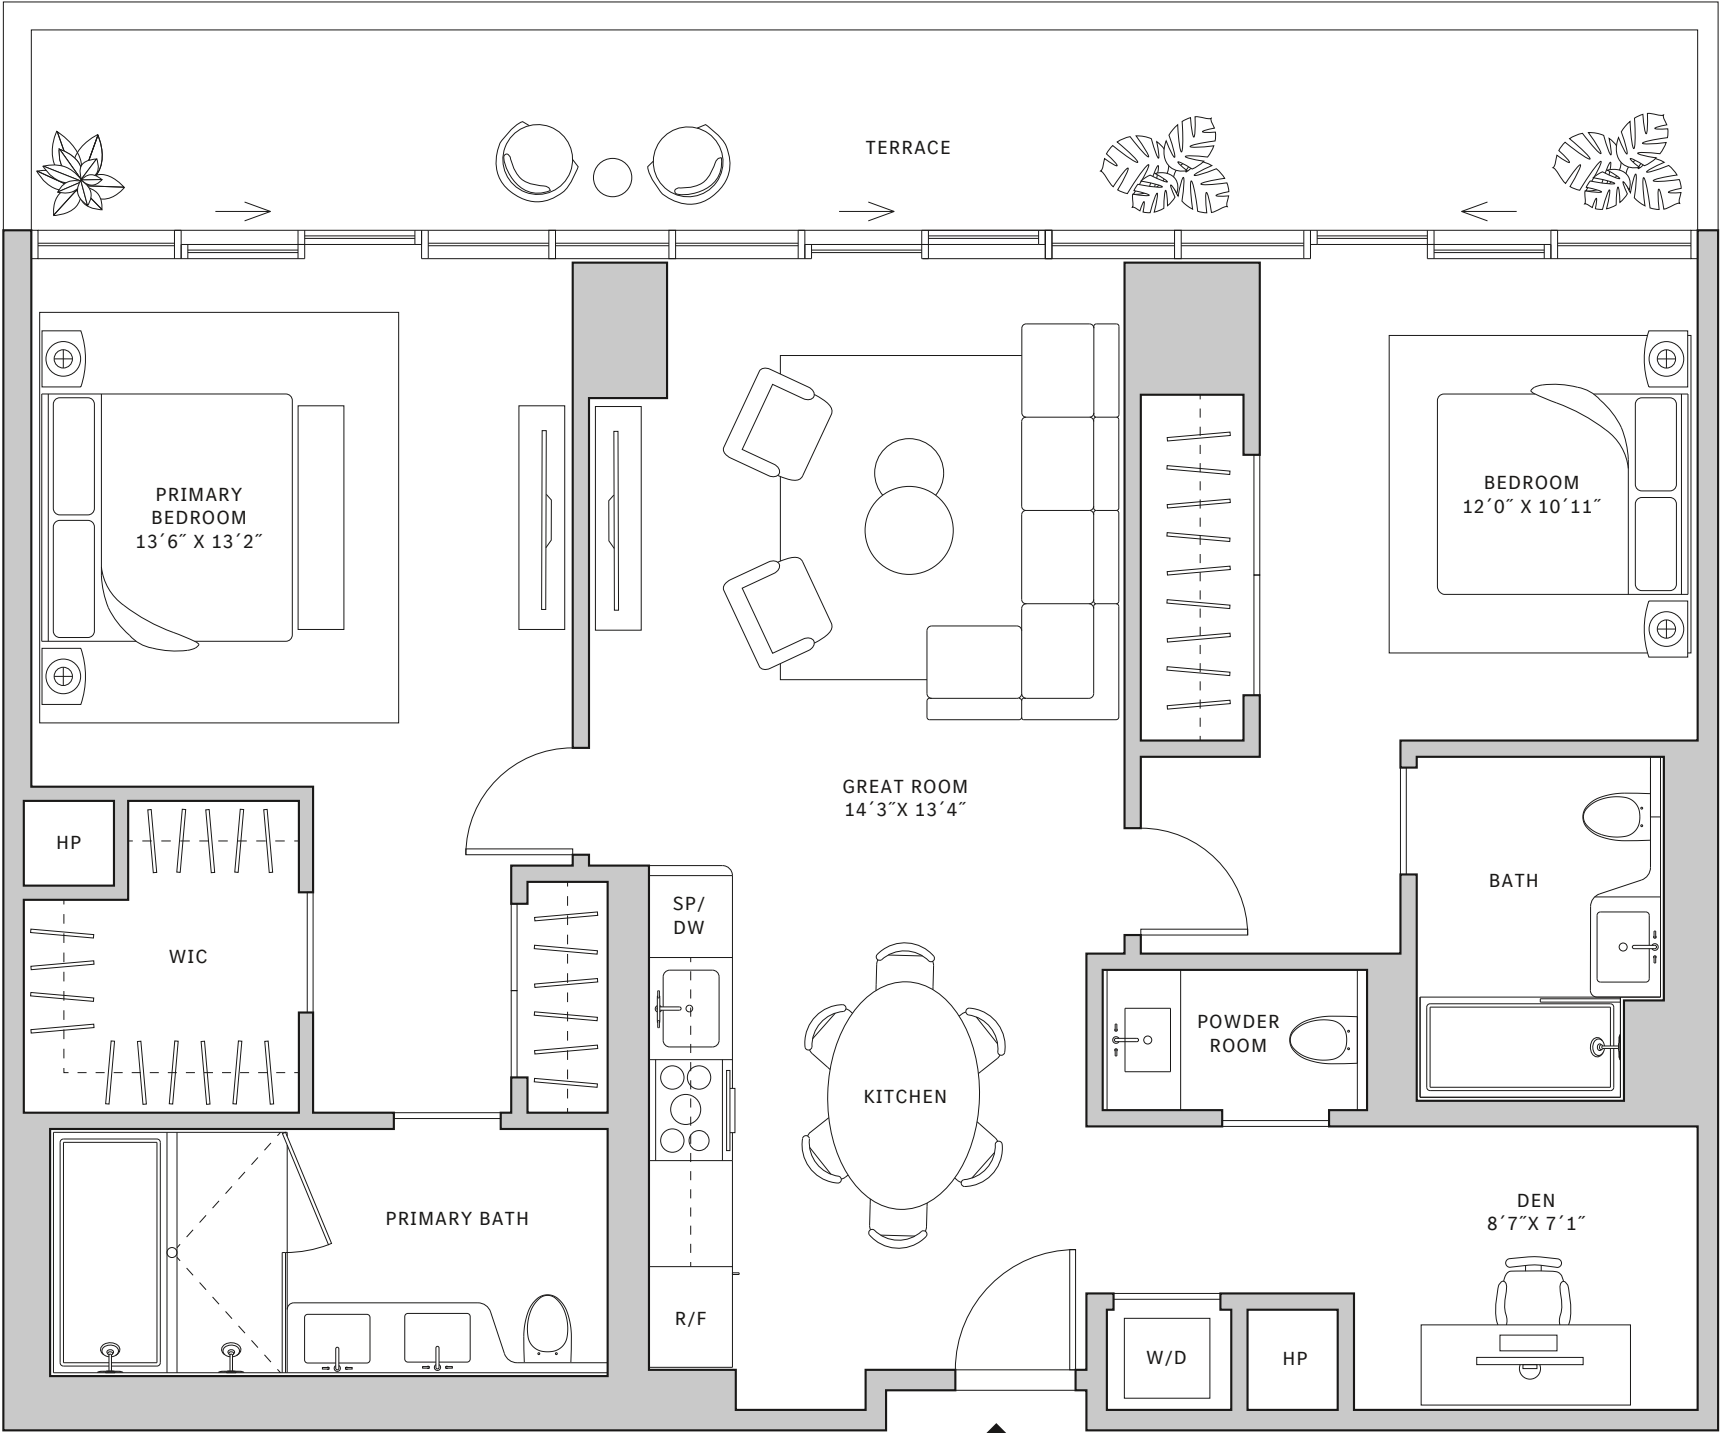 TERRACE
PRIMARY
BEDROOM
13´6˝ X 13´2˝
BEDROOM
12´0˝ X 10´11˝
GREAT ROOM
14´3˝X 13´4˝
HP
WIC
SP/
DW
BATH
POWDER
ROOM
KITCHEN
PRIMARY BATH
DEN
8´7˝X 7´1˝
R/F
W/D
HP